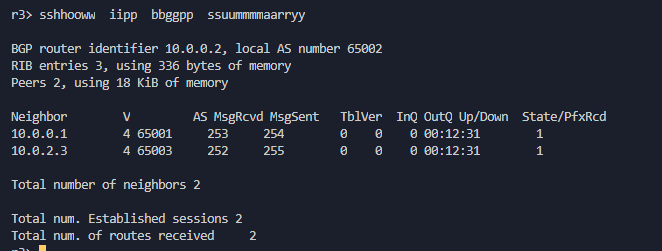 r3> sshhooww  iipp  bbggpp  ssuummmmaarryy
BGP router identifier 10.0.0.2, local AS number 65002
RIB entries 3, using 336 bytes of memory
Peers 2, using 18 KiB of memory
Neighbor        V         AS MsgRcvd MsgSent   TblVer  InQ OutQ Up/Down  State/PfxRcd
10.0.0.1        4 65001     253     254        0    0    0 00:12:31        1
10.0.2.3        4 65003     252     255        0    0    0 00:12:31        1
Total number of neighbors 2
Total num. Established sessions 2
Total num. of routes received     2
r3>